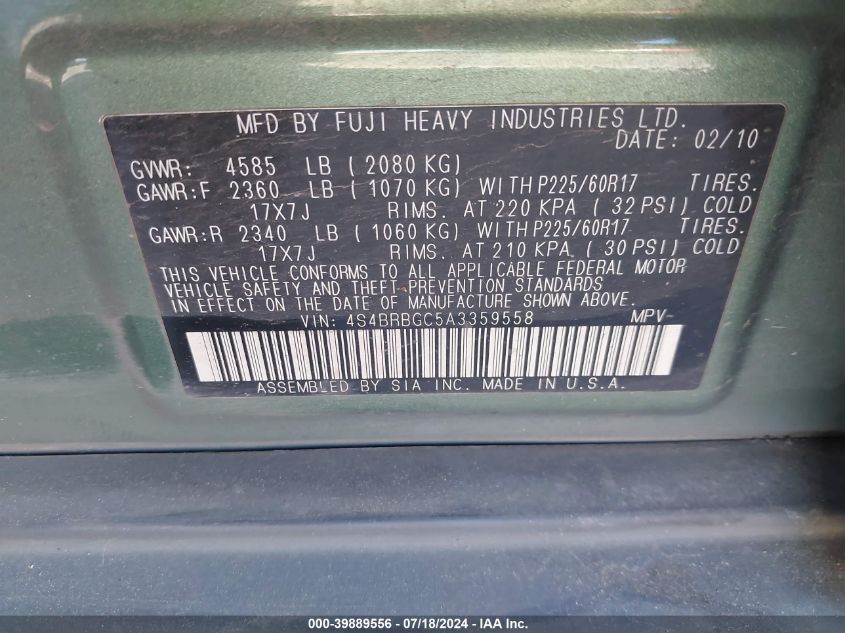 MFD BY FUJI HEAVY INDUSTRIES LTD.
DATE: 02/10
GVWR: 4585 LB ( 2080 KG)
GAWR:F 2360 LB ( 1070 KG) WITH P225/60R17 TIRES.
17X7J RIMS. AT 220 KPA ( 32 PSI) COLD
GAWR:R 2340 LB ( 1060 KG) WITH P225/60R17 TIRES.
17X7J RIMS. AT 210 KPA ( 30 PSI) COLD
THIS VEHICLE CONFORMS TO ALL APPLICABLE FEDERAL MOTOR
VEHICLE SAFETY AND THEFT PREVENTION STANDARDS
IN EFFECT ON THE DATE OF MANUFACTURE SHOWN ABOVE.
VIN: 4S4BRBGC5A3359558 MPV
ASSEMBLED BY SIA INC. MADE IN U.S.A.
000-39889556 - 07/18/2024 - IAA Inc.